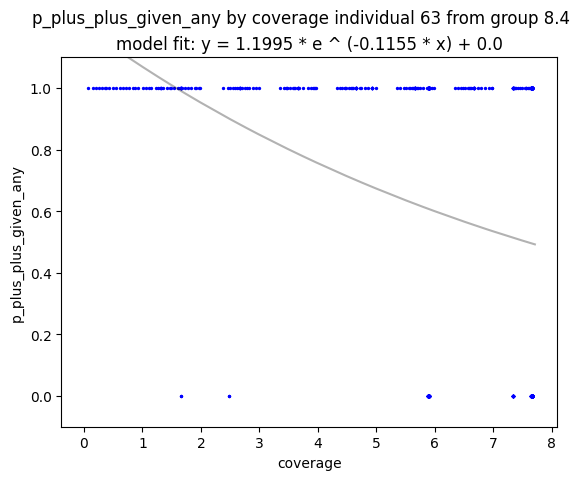 p_plus_plus_given_any by coverage individual 63 from group 8.4
model fit: y = 1.1995 * e ^ (-0.1155 * x) + 0.0
1.0
0.8
0.6
0.4
0.2
0.0
p_plus_plus_given_any
0 1 2 3 4 5 6 7 8
coverage